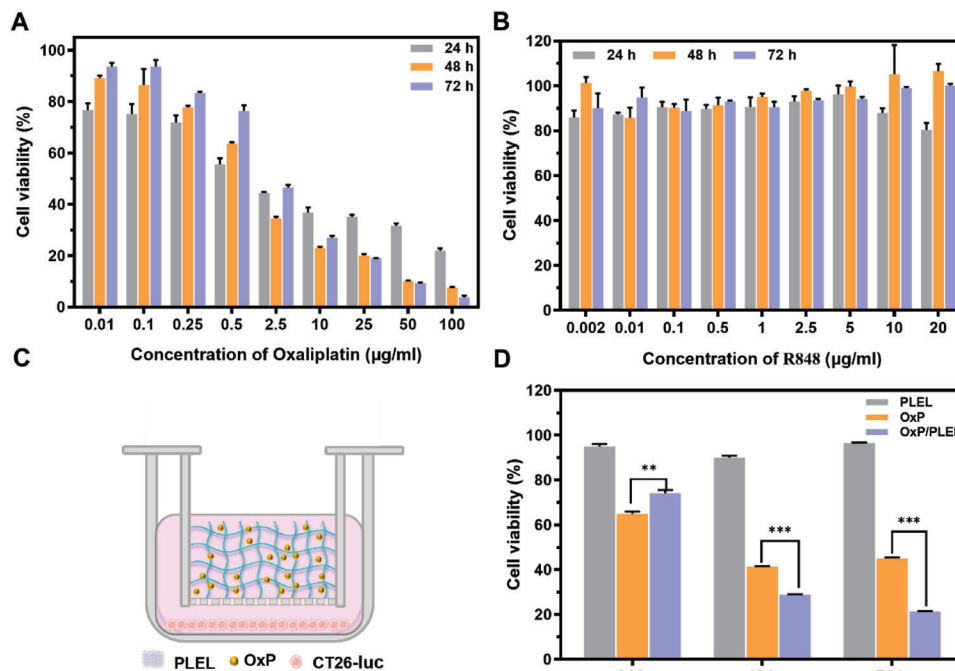 A
100
80
60
40
20
0
Cell viability (%)
24 h
48 h
72 h
0.01 0.1 0.25 0.5 2.5 10 25 50 100
Concentration of Oxaliplatin (µg/ml)
B
120
100
80
60
40
20
0
Cell viability (%)
24 h 48 h 72 h
0.002 0.01 0.1 0.5 1 2.5 5 10 20
Concentration of R848 (µg/ml)
C
PLEL OxP CT26-luc
D
120
100
80
60
40
20
0
Cell viability (%)
PLEL
OxP
OxP/PLEL
**
***
***